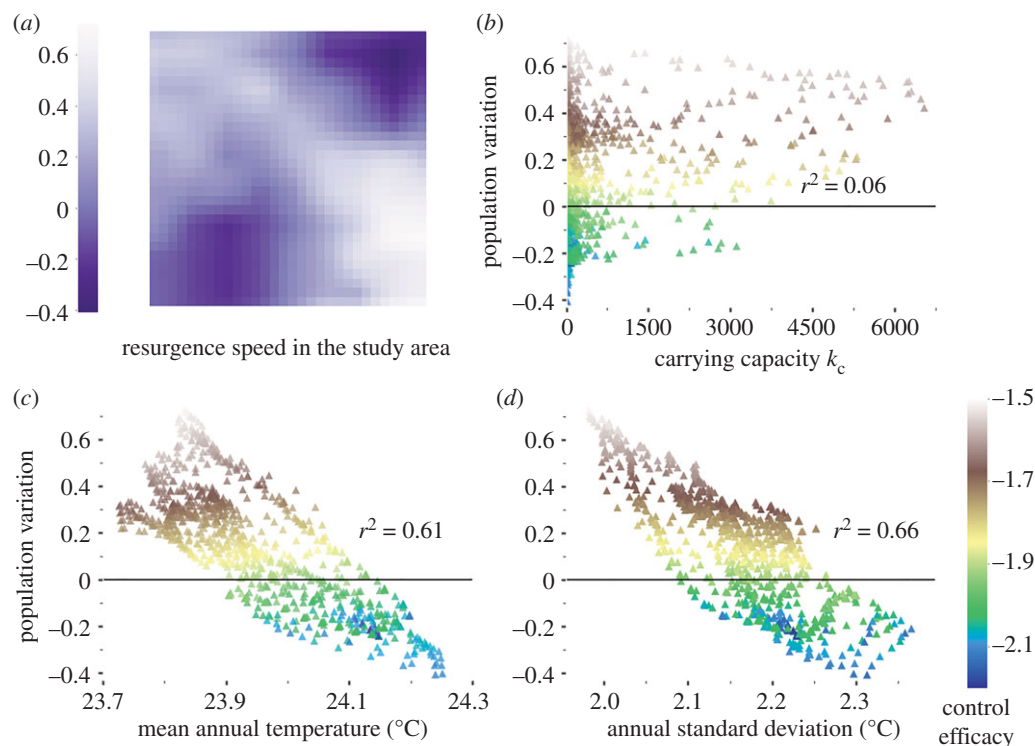 (a)
0.6
0.4
0.2
0
–0.2
–0.4
resurgence speed in the study area
(b)
population variation
0.6
0.4
0.2
0
–0.2
–0.4
r² = 0.06
0 1500 3000 4500 6000
carrying capacity kc
(c)
population variation
0.6
0.4
0.2
0
–0.2
–0.4
r² = 0.61
23.7 23.9 24.1 24.3
mean annual temperature (°C)
(d)
0.6
0.4
0.2
0
–0.2
–0.4
r² = 0.66
2.0 2.1 2.2 2.3
annual standard deviation (°C)
–1.5
–1.7
–1.9
–2.1
control
efficacy